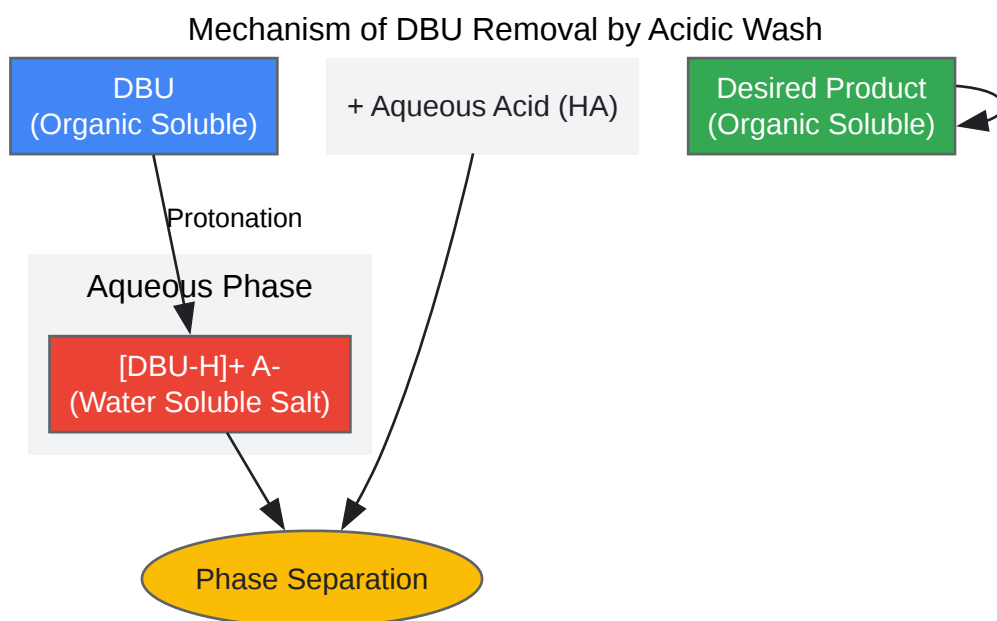 Mechanism of DBU Removal by Acidic Wash
DBU
(Organic Soluble)
+ Aqueous Acid (HA)
Desired Product
(Organic Soluble)
Protonation
Aqueous Phase
[DBU-H]+ A-
(Water Soluble Salt)
Phase Separation